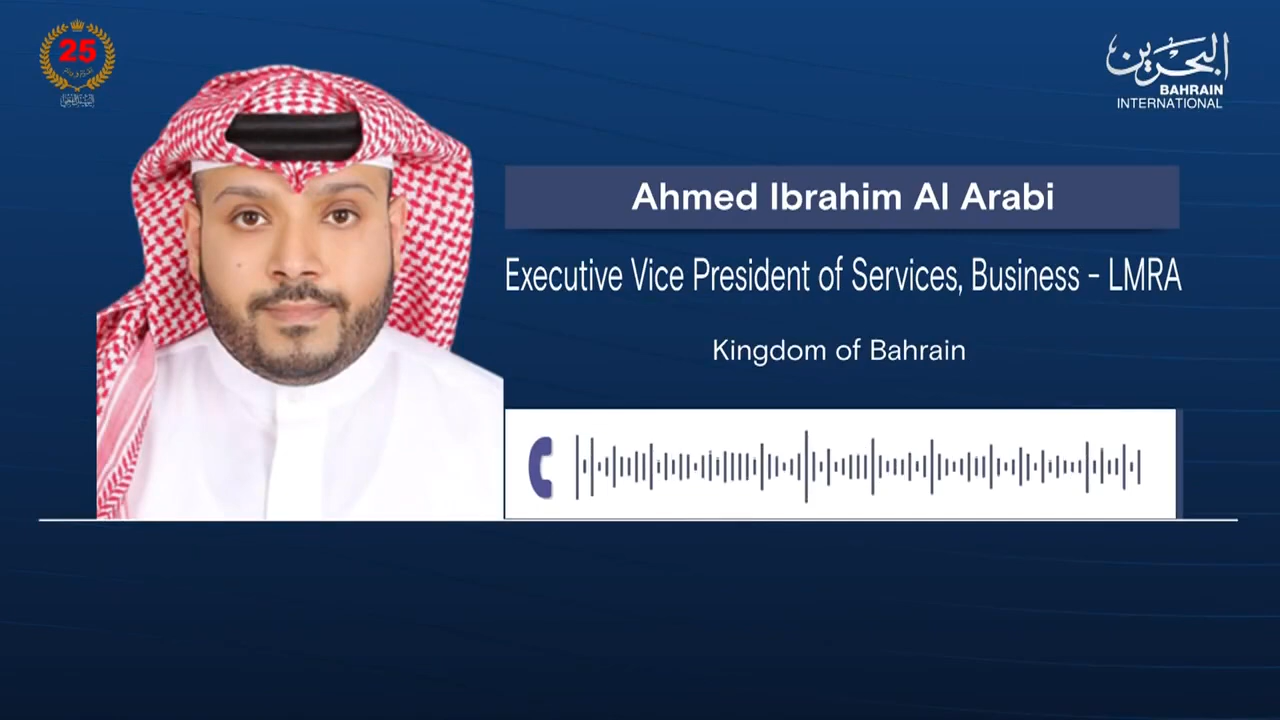 25
البحرين
BAHRAIN
INTERNATIONAL
Ahmed Ibrahim Al Arabi
Executive Vice President of Services, Business - LMRA
Kingdom of Bahrain